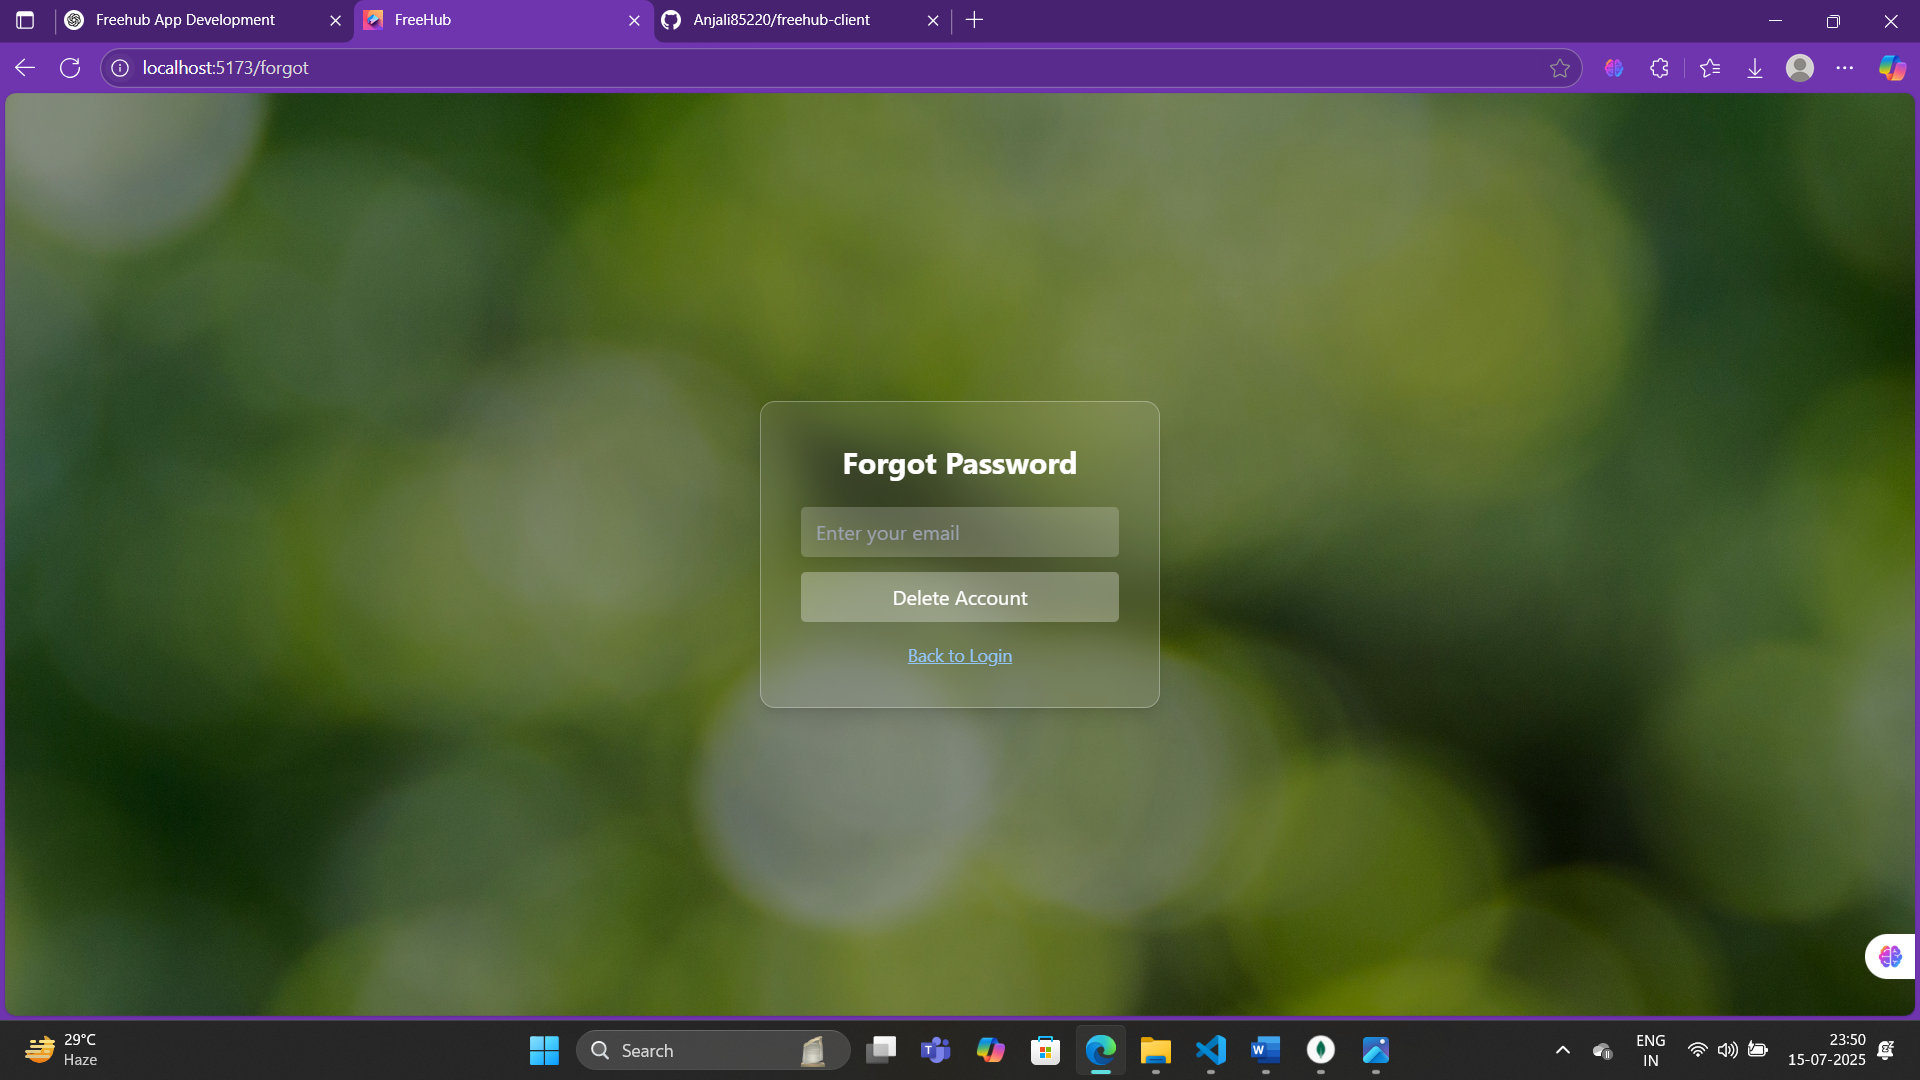 Freehub App Development
FreeHub
Anjali85220/freehub-client
localhost:5173/forgot
Forgot Password
Enter your email
Delete Account
Back to Login
29°C
Haze
Search
ENG
IN
23:50
15-07-2025